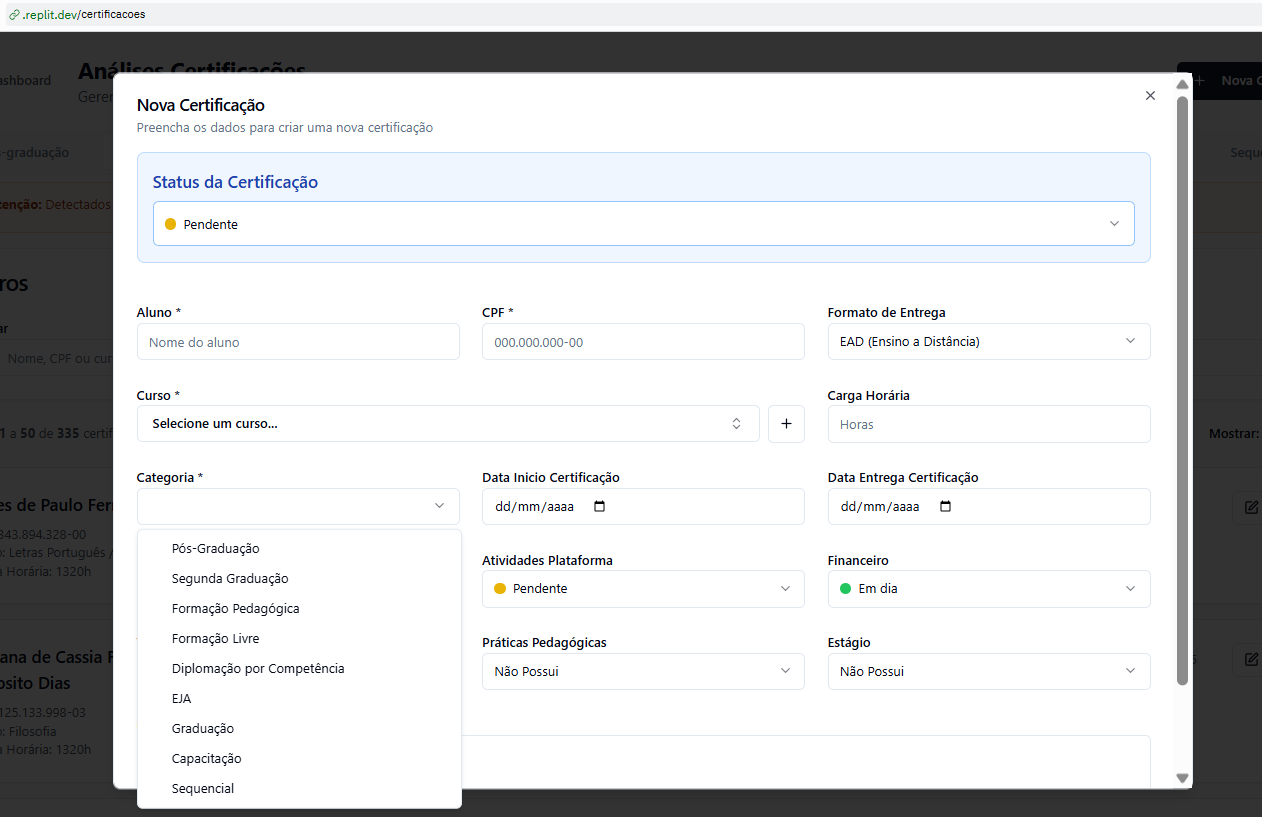 .replit.dev/certificacoes
ashboard
Análises Certificações
Geren
Nova C
-graduação
Sequ
tenção: Detectados
ros
ar
Nome, CPF ou cur
1 a 50 de 335 certif
Mostrar:
es de Paulo Fern
343.894.328-00
o: Letras Português /
a Horária: 1320h
ana de Cassia F
osito Dias
125.133.998-03
o: Filosofia
a Horária: 1320h
5
Nova Certificação
Preencha os dados para criar uma nova certificação
Status da Certificação
Pendente
Aluno * CPF * Formato de Entrega
Nome do aluno 000.000.000-00 EAD (Ensino a Distância)
Curso * Carga Horária
Selecione um curso... + Horas
Categoria * Data Inicio Certificação Data Entrega Certificação
dd/mm/aaaa dd/mm/aaaa
Pós-Graduação
Segunda Graduação
Formação Pedagógica
Formação Livre
Diplomação por Competência
EJA
Graduação
Capacitação
Sequencial
Atividades Plataforma Financeiro
Pendente Em dia
Práticas Pedagógicas Estágio
Não Possui Não Possui